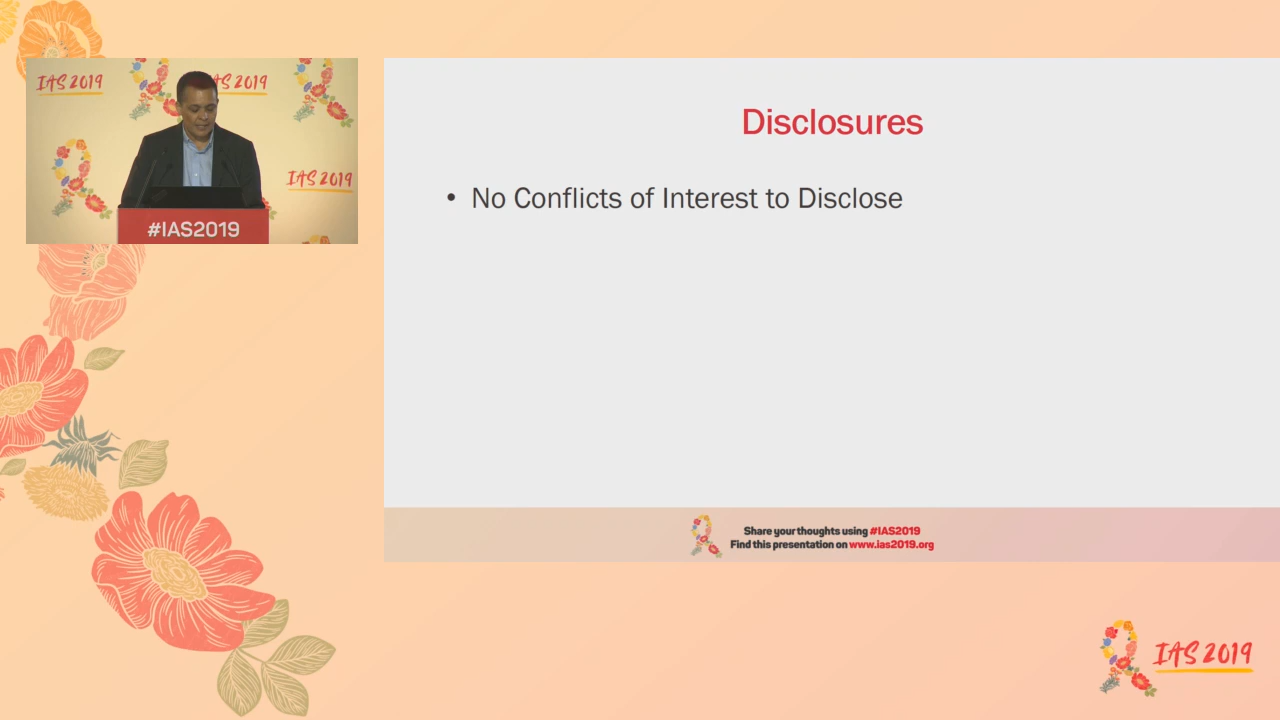 IAS 2019
IAS 2019
IAS 2019
#IAS2019
Disclosures
• No Conflicts of Interest to Disclose
Share your thoughts using #IAS2019
Find this presentation on www.ias2019.org
IAS 2019